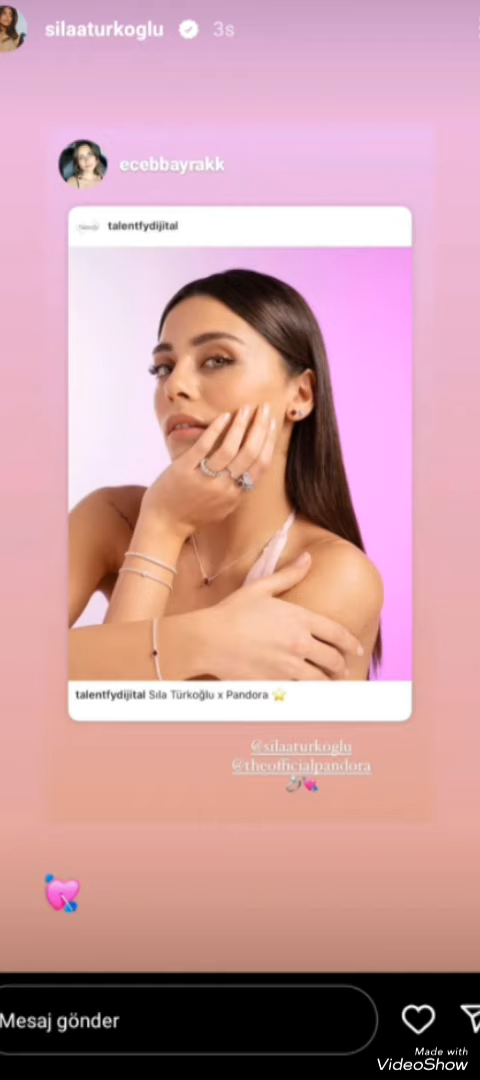 silaaturkoglu 3s
ecebbayrakk
talentfydijital
talentfydijital Sıla Türkoğlu x Pandora ⭐
@silaaturkoglu
@theofficialpandora
💍💘
💘
Mesaj gönder
Made with
VideoShow